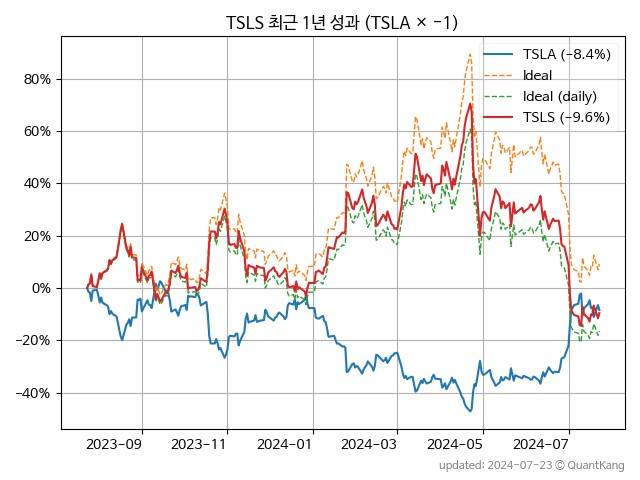 TSLS 최근 1년 성과 (TSLA × −1)
TSLA (−8.4%)
Ideal
Ideal (daily)
TSLS (−9.6%)
80%
60%
40%
20%
0%
−20%
−40%
2023−09
2023−11
2024−01
2024−03
2024−05
2024−07
updated: 2024−07−23 ⓒ QuantKang